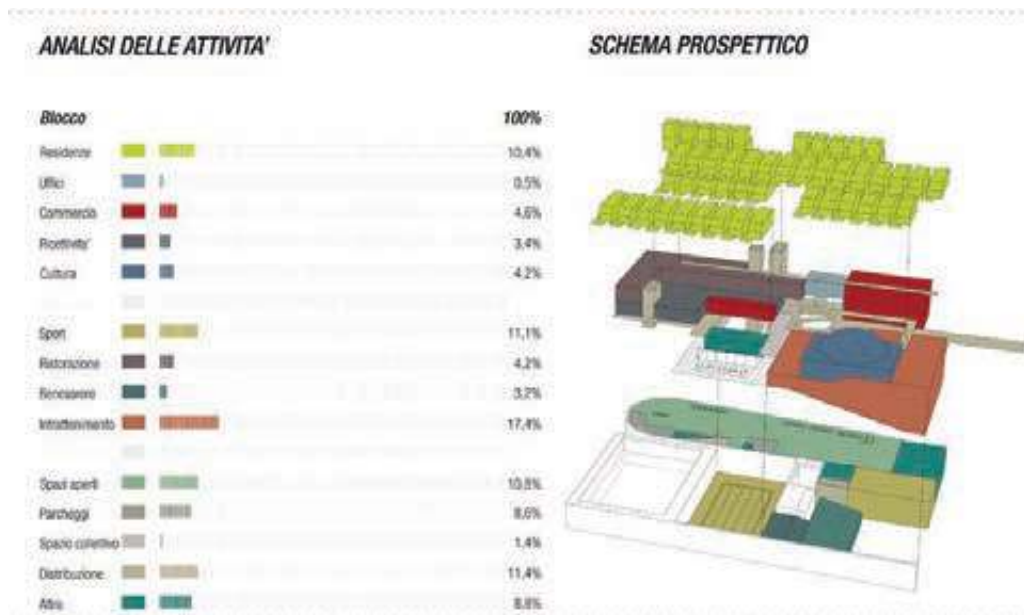 ANALISI DELLE ATTIVITA'
SCHEMA PROSPETTICO
Blocco 100%
Residenze 10,4%
Uffici 0,5%
Commercio 4,6%
Ricettivita' 3,4%
Cultura 4,2%
Sport 11,1%
Ristorazione 4,2%
Benessere 3,2%
Intrattenimento 17,4%
Spazi aperti
Parcheggi 8,6%
Spazio collettivo 1,4%
Distribuzione 11,4%
Altro 8,8%